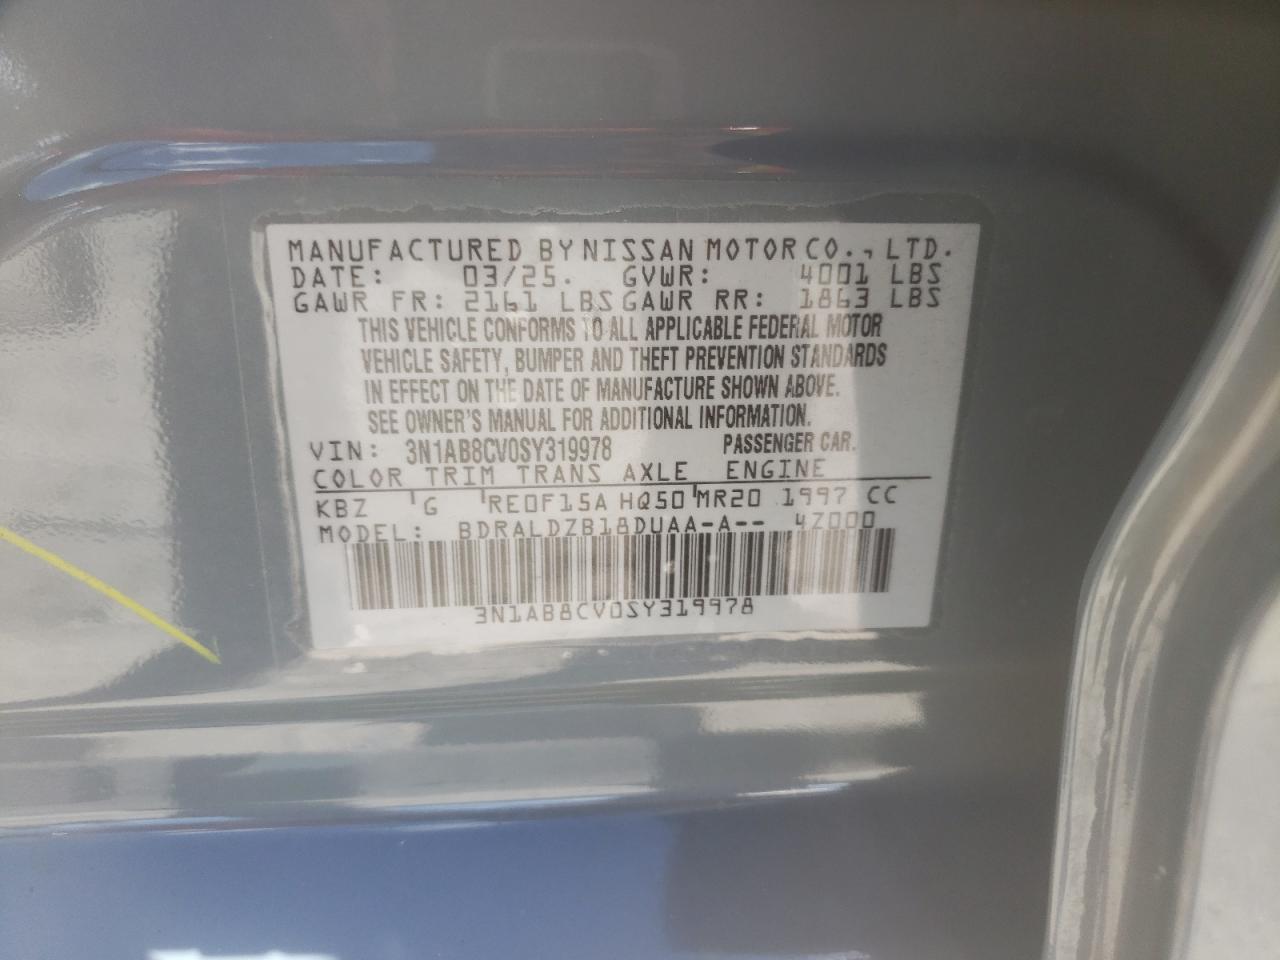 MANUFACTURED BY NISSAN MOTOR CO., LTD.
DATE: 03/25. GVWR: 4001 LBS
GAWR FR: 2161 LBS GAWR RR: 1863 LBS
THIS VEHICLE CONFORMS TO ALL APPLICABLE FEDERAL MOTOR
VEHICLE SAFETY, BUMPER AND THEFT PREVENTION STANDARDS
IN EFFECT ON THE DATE OF MANUFACTURE SHOWN ABOVE.
SEE OWNER'S MANUAL FOR ADDITIONAL INFORMATION.
VIN: 3N1AB8CV0SY319978 PASSENGER CAR.
COLOR TRIM TRANS AXLE ENGINE
KBZ G RE0F15A HQ50 MR20 1997 CC
MODEL: BDRALDZB18DUAA-A-- 4Z000
3N1AB8CV0SY319978